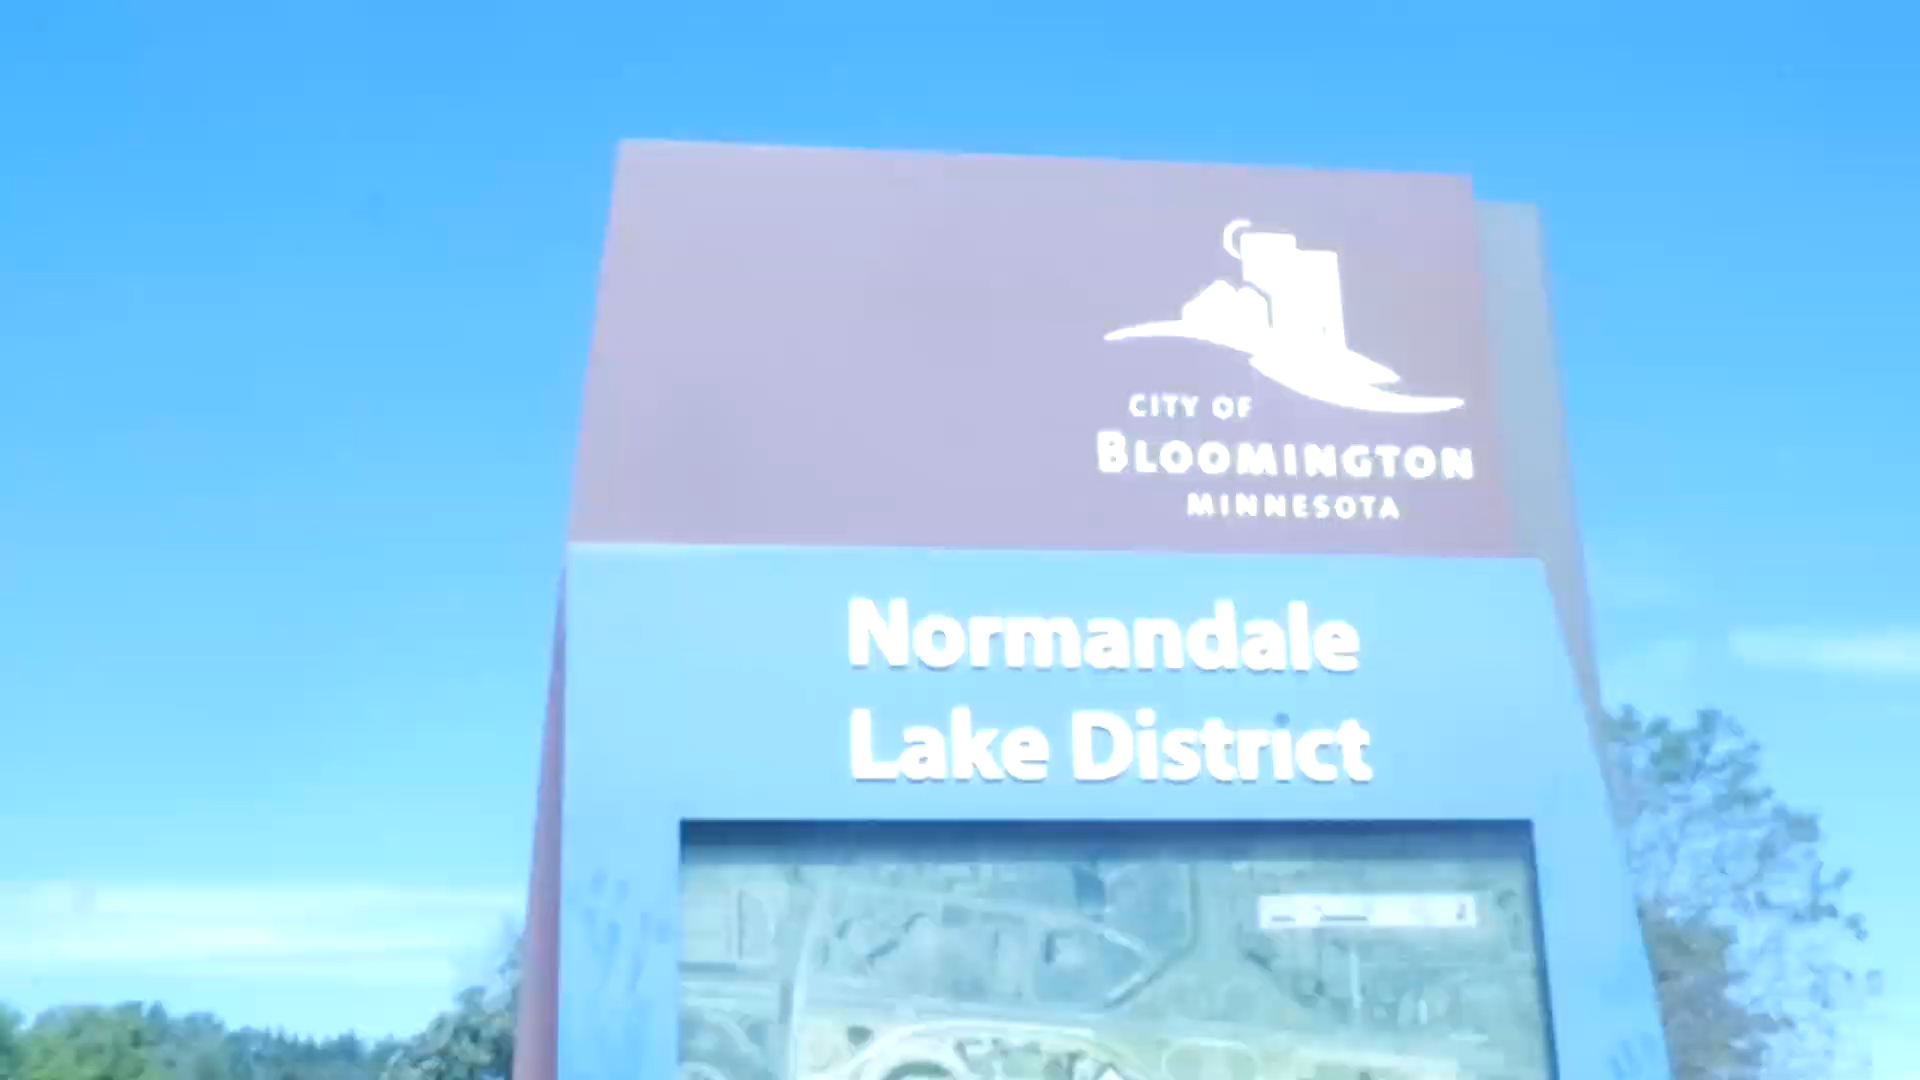 CITY OF
BLOOMINGTON
MINNESOTA
Normandale
Lake District